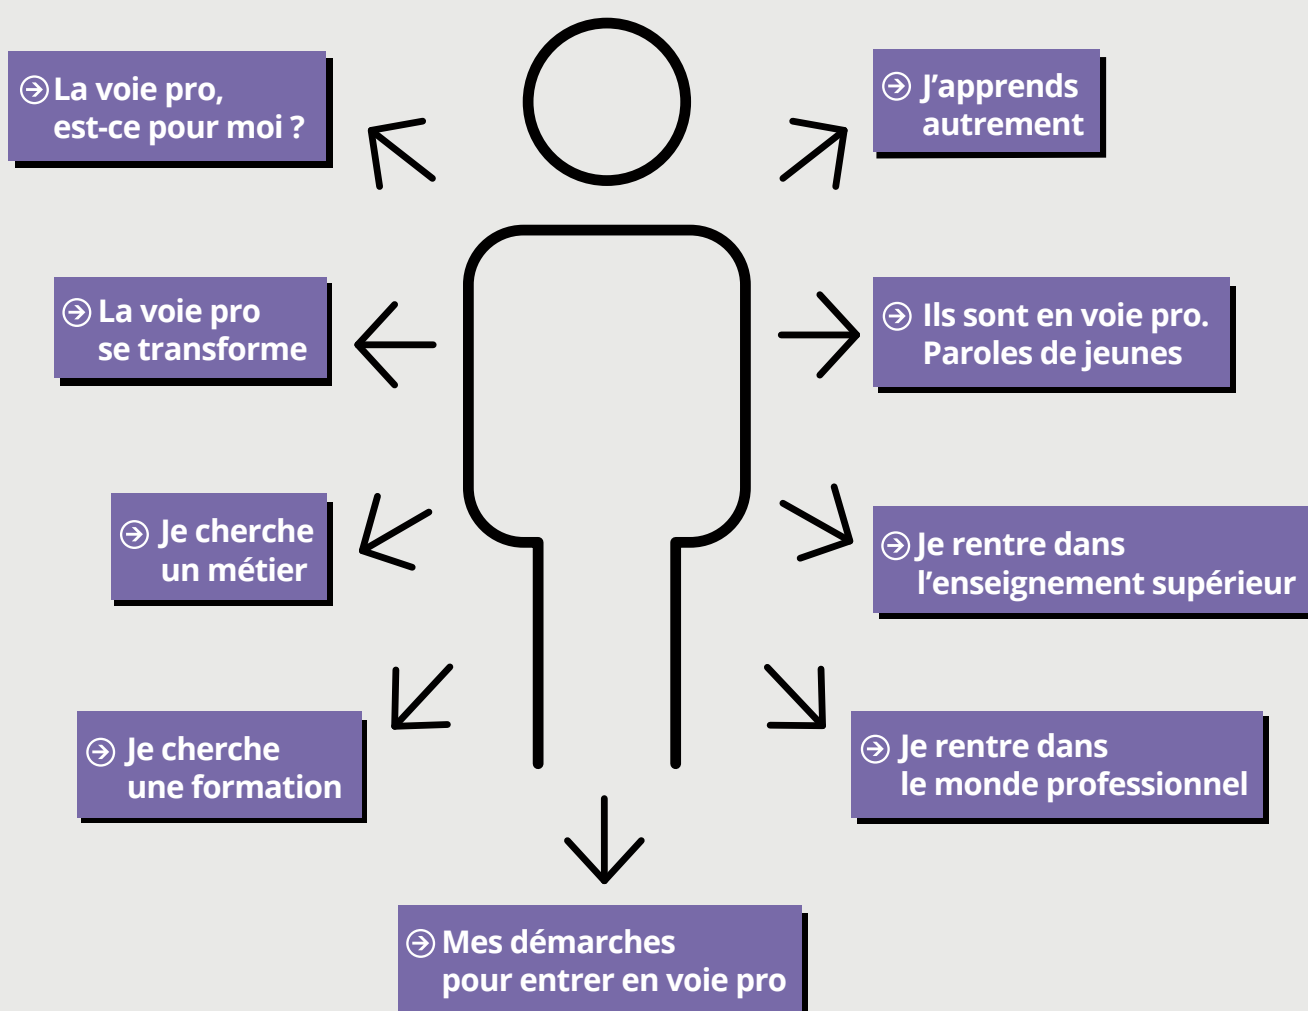 La voie pro,
est-ce pour moi ?
J’apprends
autrement
La voie pro
se transforme
Ils sont en voie pro.
Paroles de jeunes
Je cherche
un métier
Je rentre dans
l’enseignement supérieur
Je cherche
une formation
Je rentre dans
le monde professionnel
Mes démarches
pour entrer en voie pro